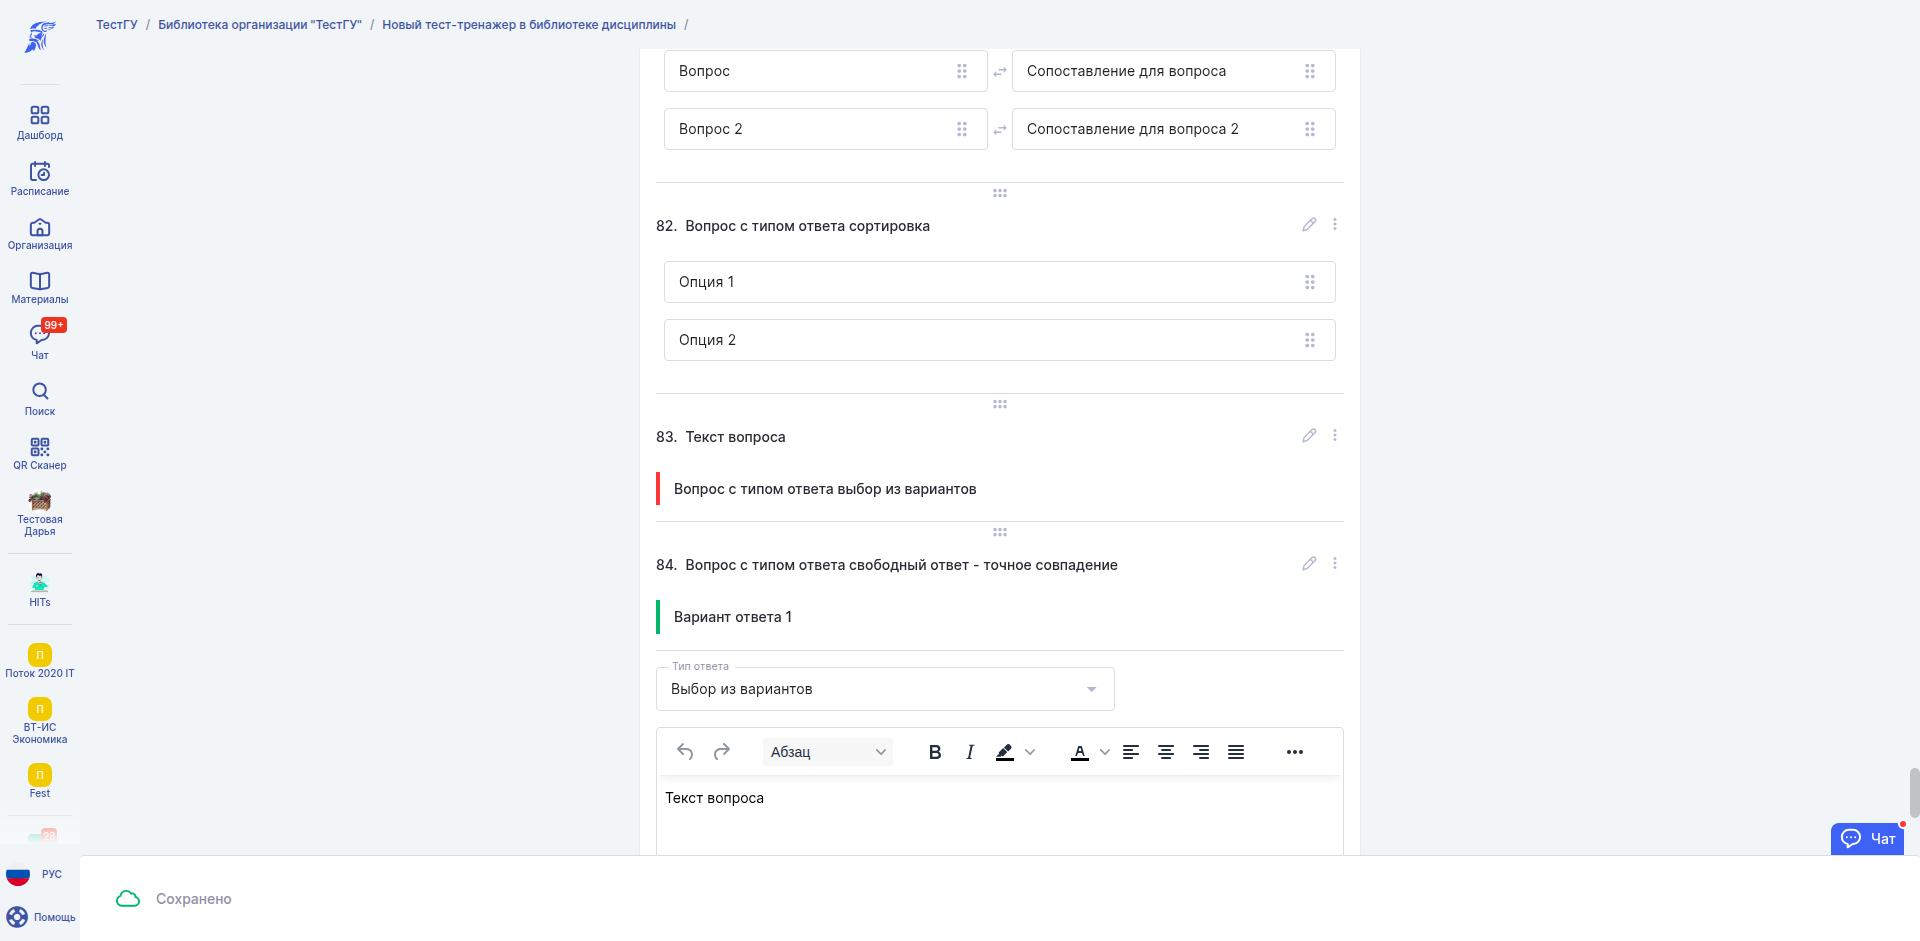 ТестГУ / Библиотека организации "ТестГУ" / Новый тест-тренажер в библиотеке дисциплины /
Дашборд
Расписание
Организация
Материалы
99+
Чат
Поиск
QR Сканер
Тестовая
Дарья
HITs
П
Поток 2020 IT
П
ВТ-ИС
Экономика
П
Fest
28
РУС
Помощь
Вопрос
Сопоставление для вопроса
Вопрос 2
Сопоставление для вопроса 2
82. Вопрос с типом ответа сортировка
Опция 1
Опция 2
83. Текст вопроса
Вопрос с типом ответа выбор из вариантов
84. Вопрос с типом ответа свободный ответ - точное совпадение
Вариант ответа 1
Тип ответа
Выбор из вариантов
Абзац
Текст вопроса
Чат
Сохранено